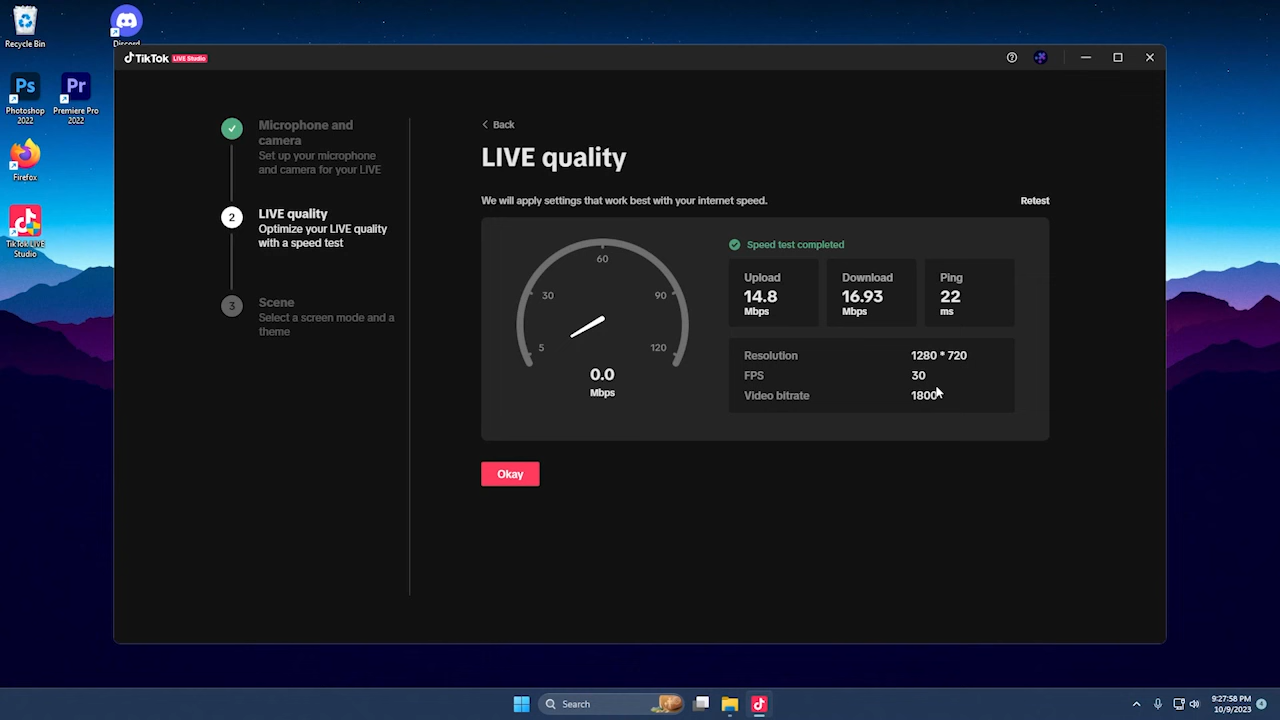 Recycle Bin
Discord
Ps
Photoshop
2022
Pr
Premiere Pro
2022
Firefox
TikTok LIVE
Studio
TikTok LIVE Studio
Microphone and
camera
Set up your microphone
and camera for your LIVE
2
LIVE quality
Optimize your LIVE quality
with a speed test
3
Scene
Select a screen mode and a
theme
Back
LIVE quality
We will apply settings that work best with your internet speed.
Retest
5
30
60
90
120
0.0
Mbps
Speed test completed
Upload
14.8
Mbps
Download
16.93
Mbps
Ping
22
ms
Resolution 1280 * 720
FPS 30
Video bitrate 1800
Okay
Search
9:27:58 PM
10/9/2023
4